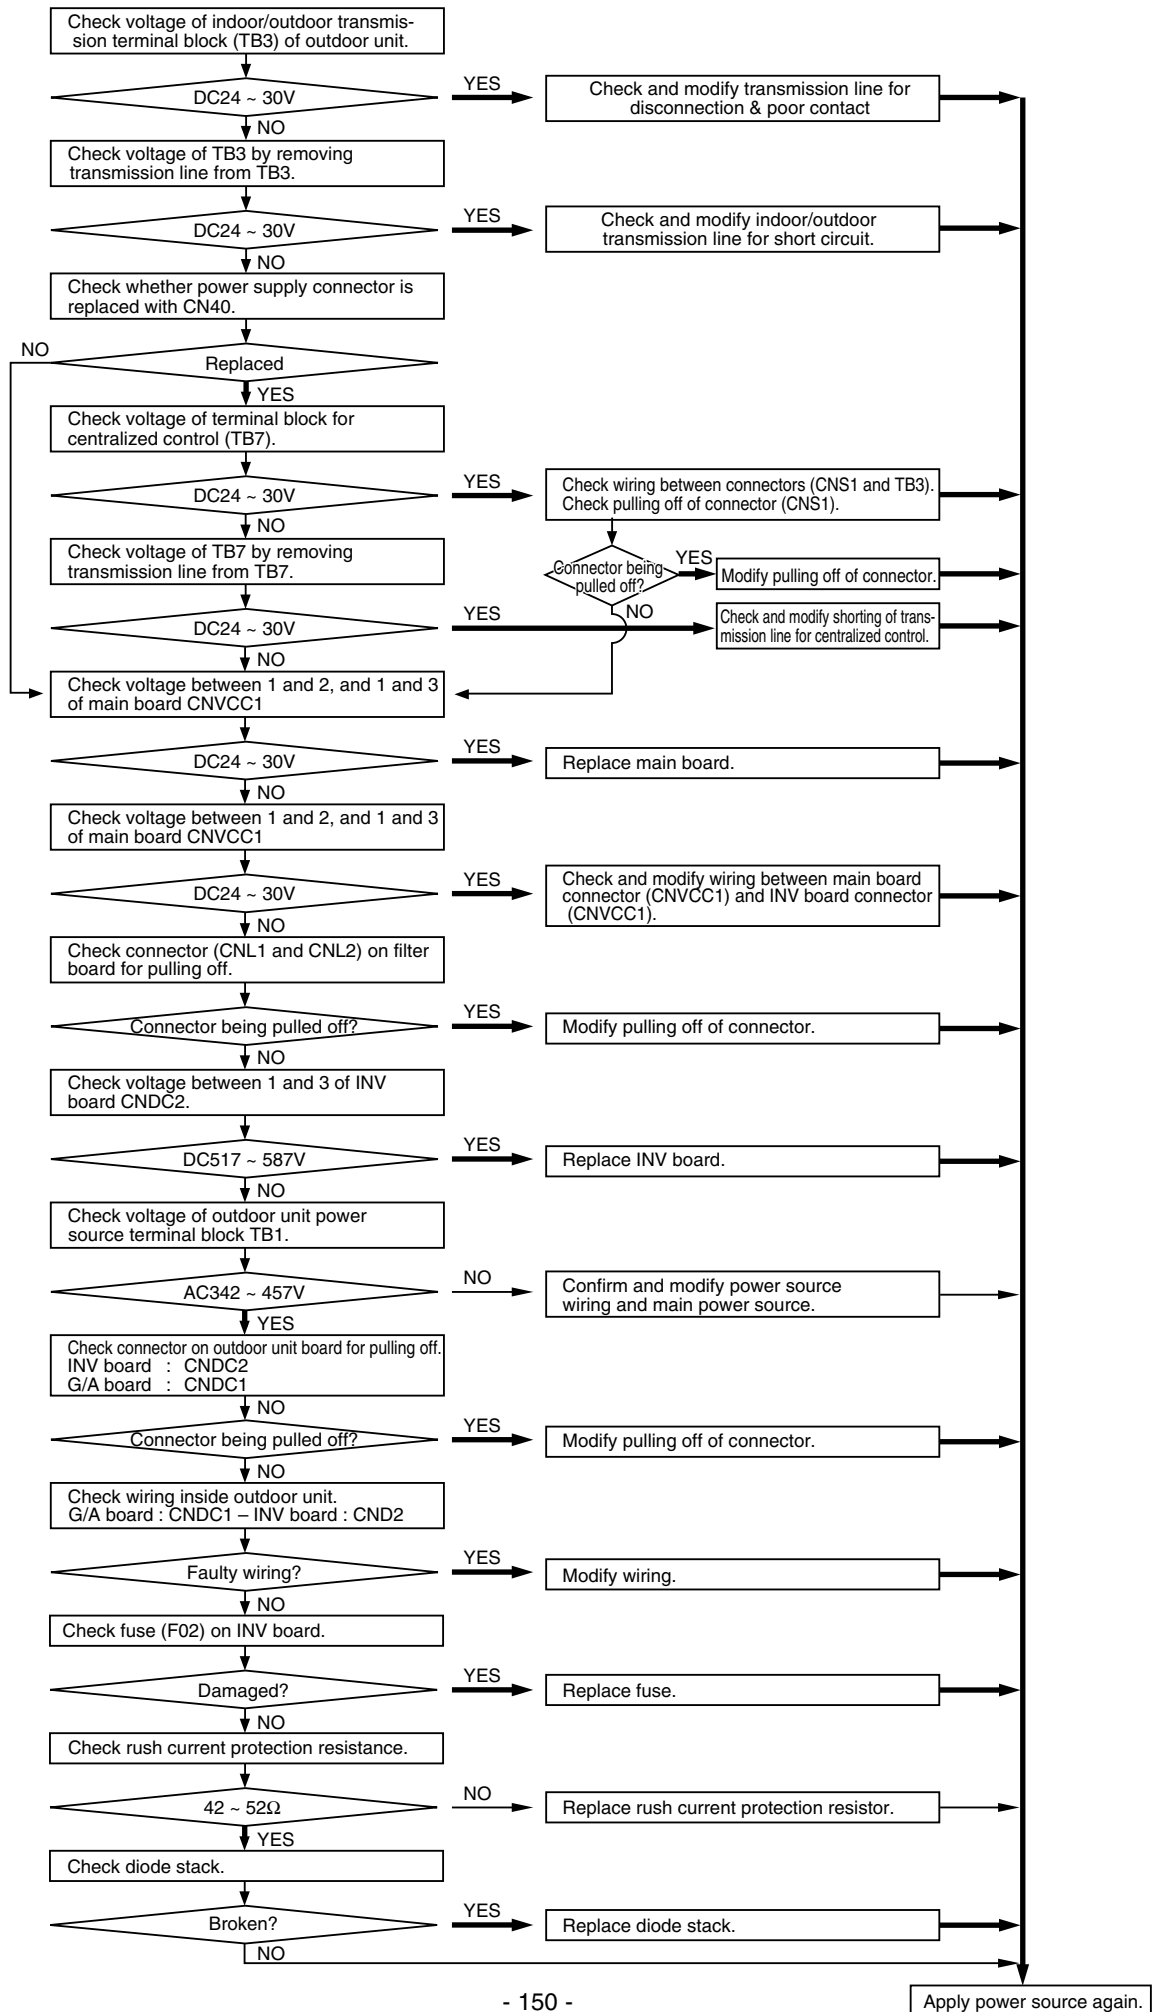 Check voltage of indoor/outdoor transmis-
sion terminal block (TB3) of outdoor unit.
DC24 ~ 30V
YES
Check and modify transmission line for
disconnection & poor contact
NO
Check voltage of TB3 by removing
transmission line from TB3.
DC24 ~ 30V
YES
Check and modify indoor/outdoor
transmission line for short circuit.
NO
Check whether power supply connector is
replaced with CN40.
NO
Replaced
YES
Check voltage of terminal block for
centralized control (TB7).
DC24 ~ 30V
YES
Check wiring between connectors (CNS1 and TB3).
Check pulling off of connector (CNS1).
NO
Check voltage of TB7 by removing
transmission line from TB7.
Connector being
pulled off?
YES
Modify pulling off of connector.
NO
DC24 ~ 30V
YES
Check and modify shorting of trans-
mission line for centralized control.
NO
Check voltage between 1 and 2, and 1 and 3
of main board CNVCC1
DC24 ~ 30V
YES
Replace main board.
NO
Check voltage between 1 and 2, and 1 and 3
of main board CNVCC1
DC24 ~ 30V
YES
Check and modify wiring between main board
connector (CNVCC1) and INV board connector
(CNVCC1).
NO
Check connector (CNL1 and CNL2) on filter
board for pulling off.
Connector being pulled off?
YES
Modify pulling off of connector.
NO
Check voltage between 1 and 3 of INV
board CNDC2.
DC517 ~ 587V
YES
Replace INV board.
NO
Check voltage of outdoor unit power
source terminal block TB1.
AC342 ~ 457V
NO
Confirm and modify power source
wiring and main power source.
YES
Check connector on outdoor unit board for pulling off.
INV board : CNDC2
G/A board : CNDC1
NO
Connector being pulled off?
YES
Modify pulling off of connector.
NO
Check wiring inside outdoor unit.
G/A board : CNDC1 – INV board : CND2
Faulty wiring?
YES
Modify wiring.
NO
Check fuse (F02) on INV board.
Damaged?
YES
Replace fuse.
NO
Check rush current protection resistance.
42 ~ 52Ω
NO
Replace rush current protection resistor.
YES
Check diode stack.
Broken?
YES
Replace diode stack.
NO
Apply power source again.
- 150 -